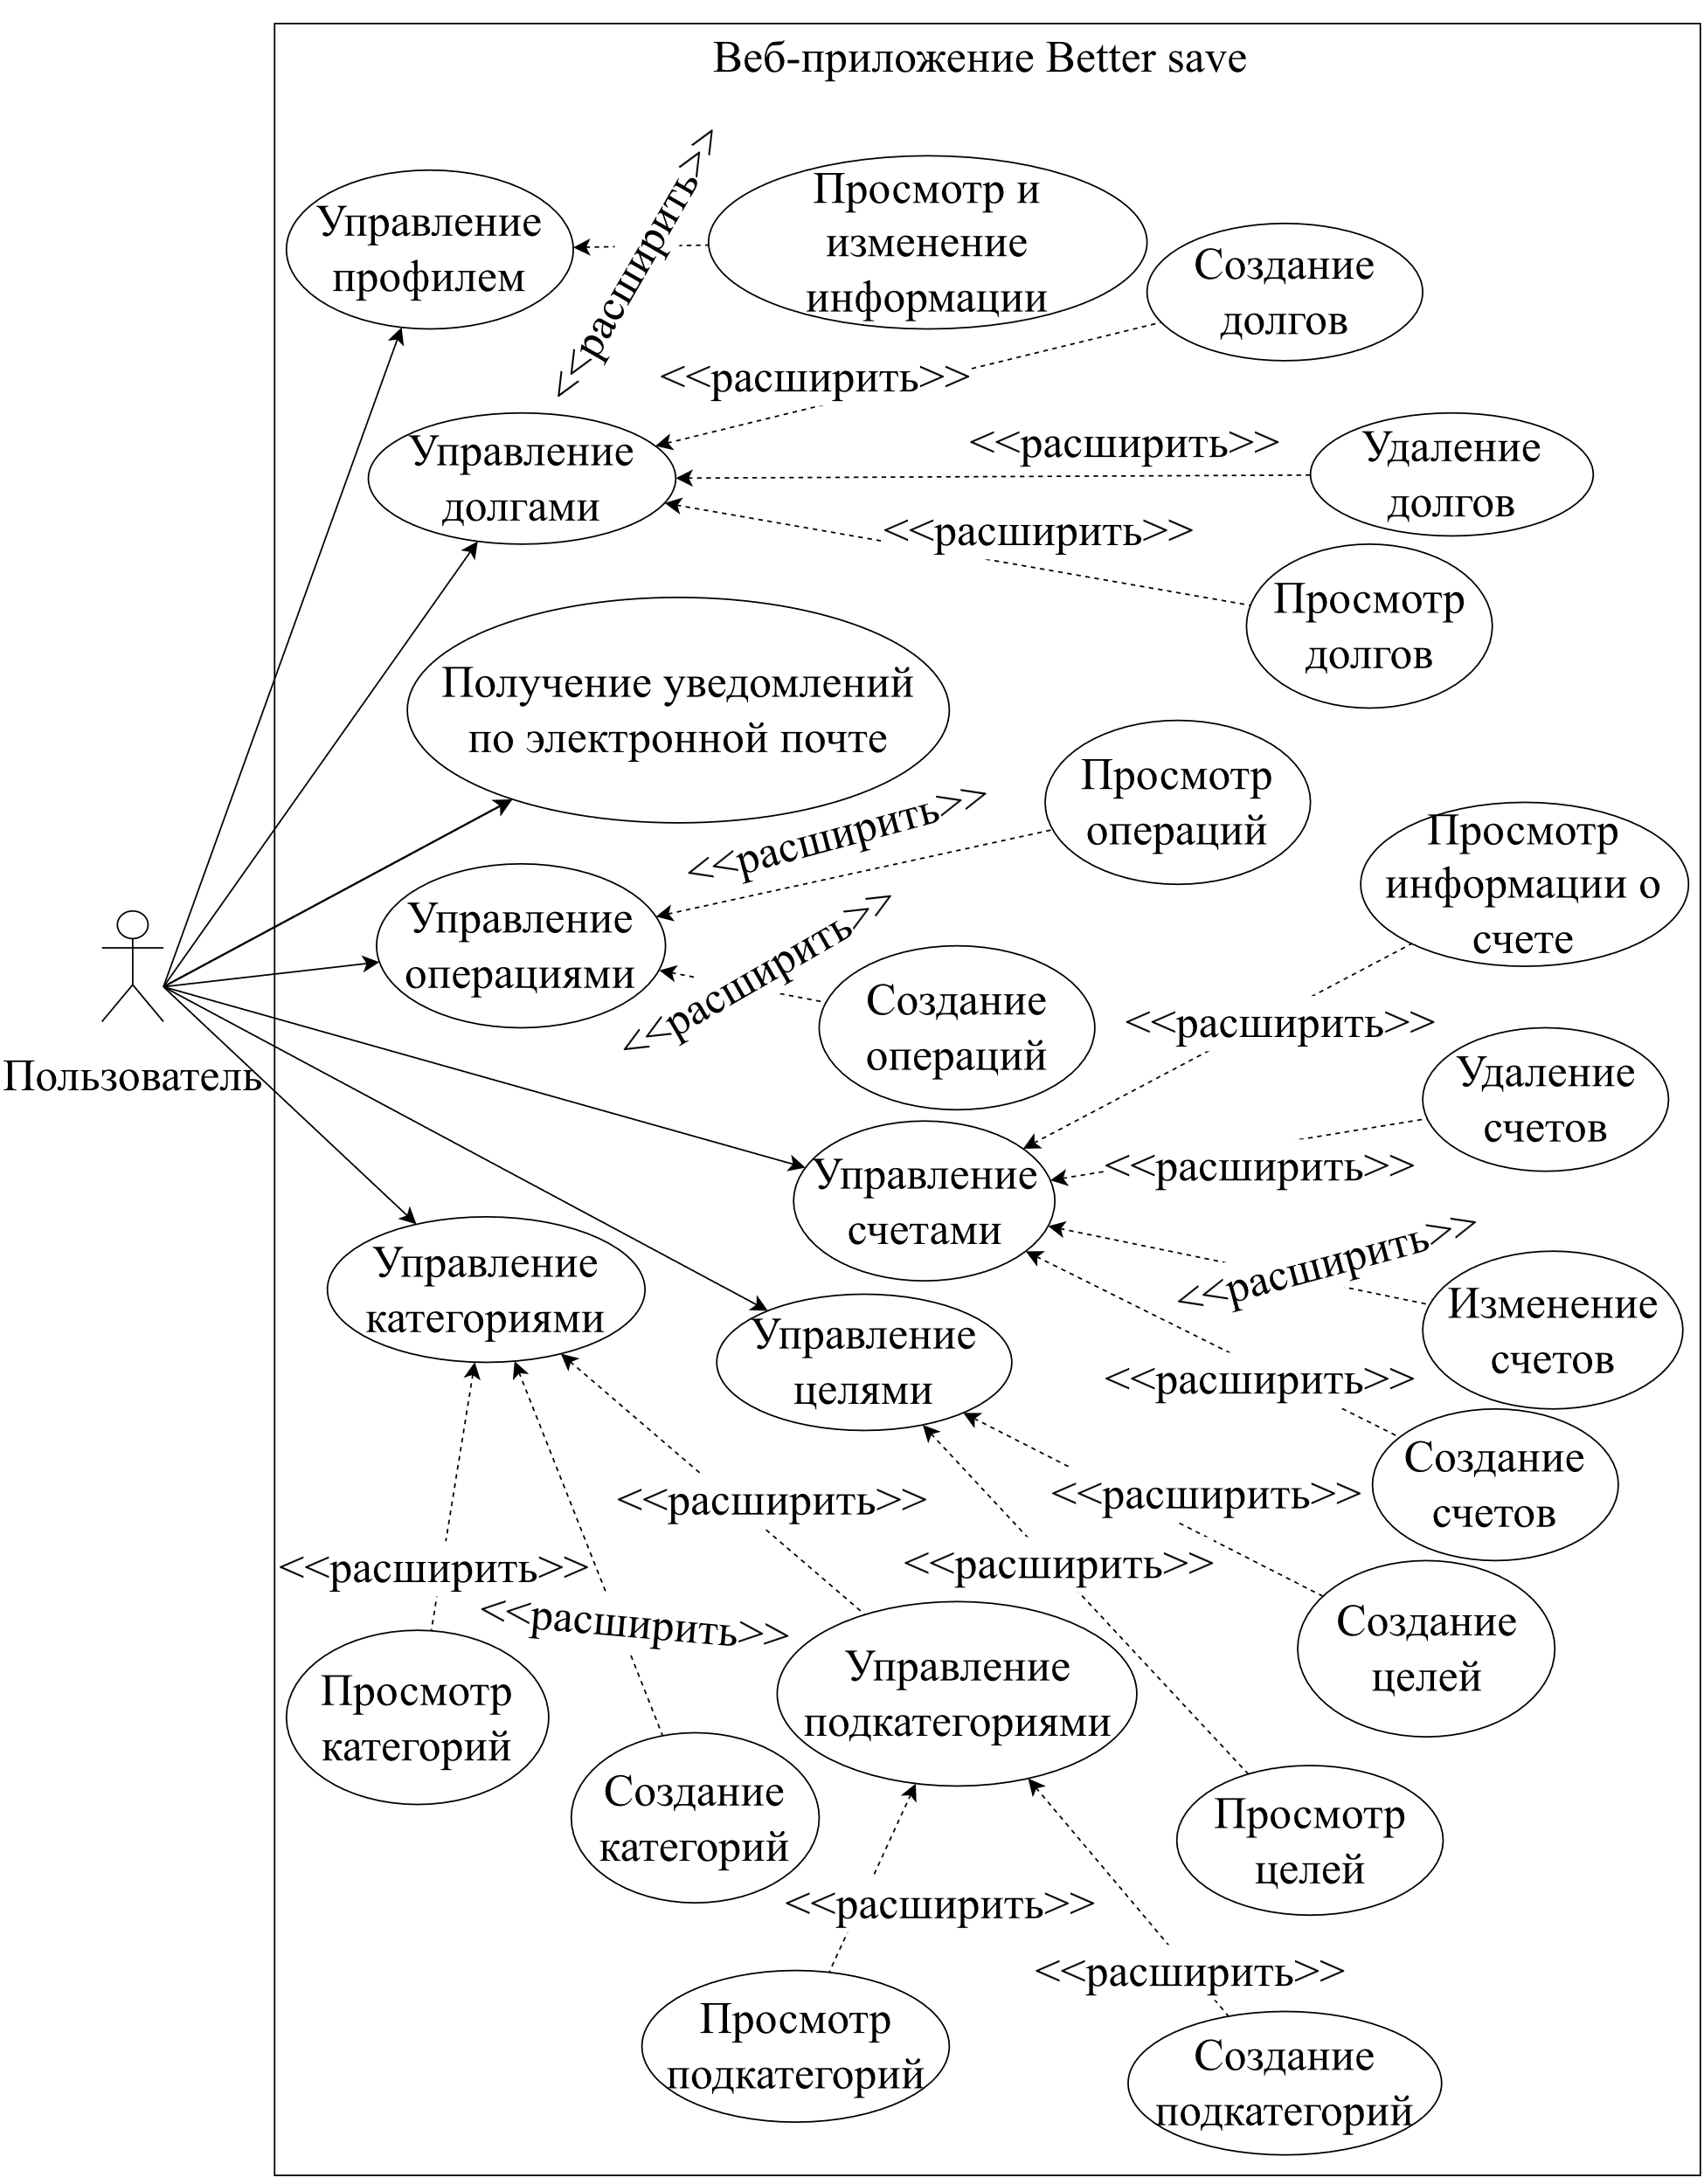 Веб-приложение Better save
Управление
профилем
<<расширить>>
Просмотр и
изменение
информации
Создание
долгов
<<расширить>>
Управление
долгами
<<расширить>>
Удаление
долгов
<<расширить>>
Просмотр
долгов
Получение уведомлений
по электронной почте
<<расширить>>
Просмотр
операций
Управление
операциями
<<расширить>>
Создание
операций
Просмотр
информации о
счете
<<расширить>>
Пользователь
Удаление
счетов
<<расширить>>
Управление
счетами
<<расширить>>
Изменение
счетов
Управление
категориями
Управление
целями
<<расширить>>
Создание
счетов
<<расширить>>
<<расширить>>
<<расширить>>
<<расширить>>
<<расширить>>
Создание
целей
Управление
подкатегориями
Просмотр
категорий
Создание
категорий
Просмотр
целей
<<расширить>>
<<расширить>>
Просмотр
подкатегорий
Создание
подкатегорий